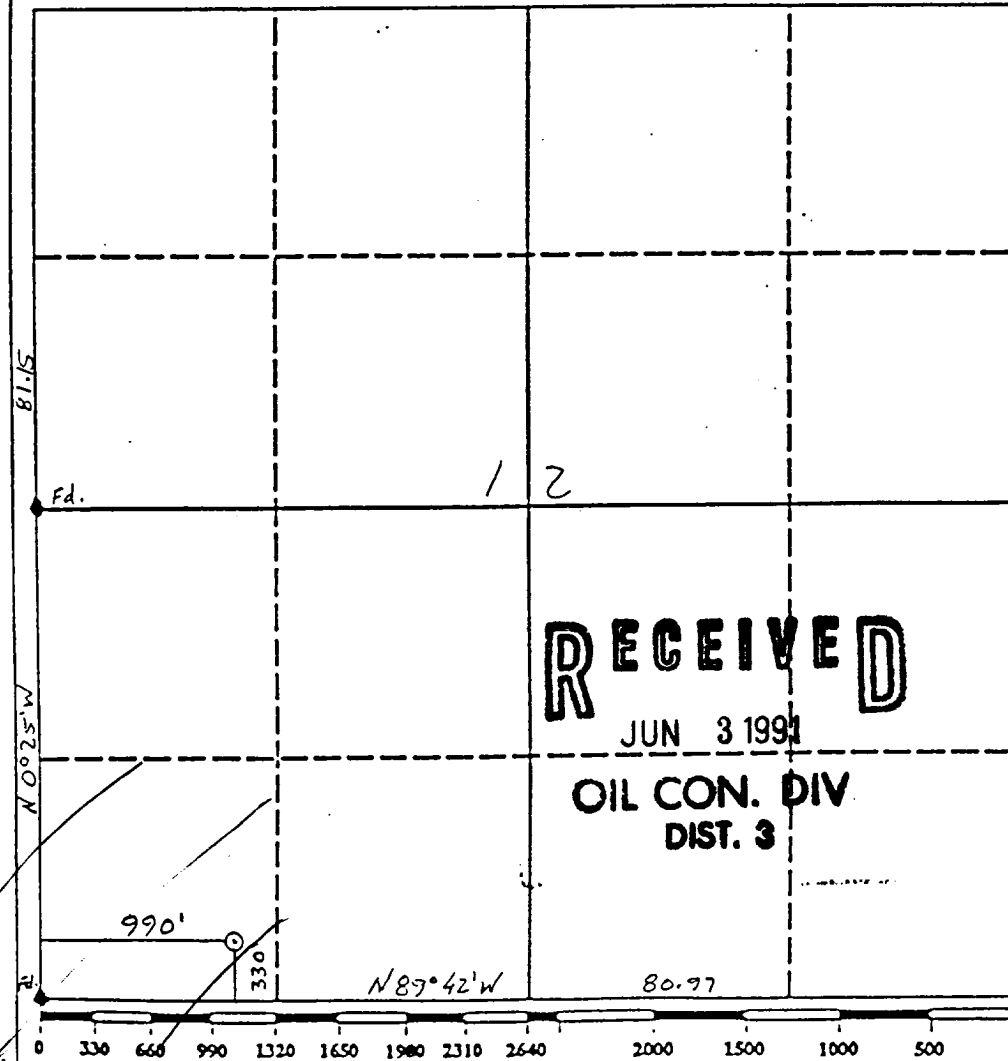 81.15
Fd.
1 2
RECEIVED
JUN 3 1991
N 0°25'W
OIL CON. DIV
DIST. 3
990'
330'
N 89°42'W 80.97
0 330 660 990 1320 1650 1980 2310 2640 2000 1500 1000 500